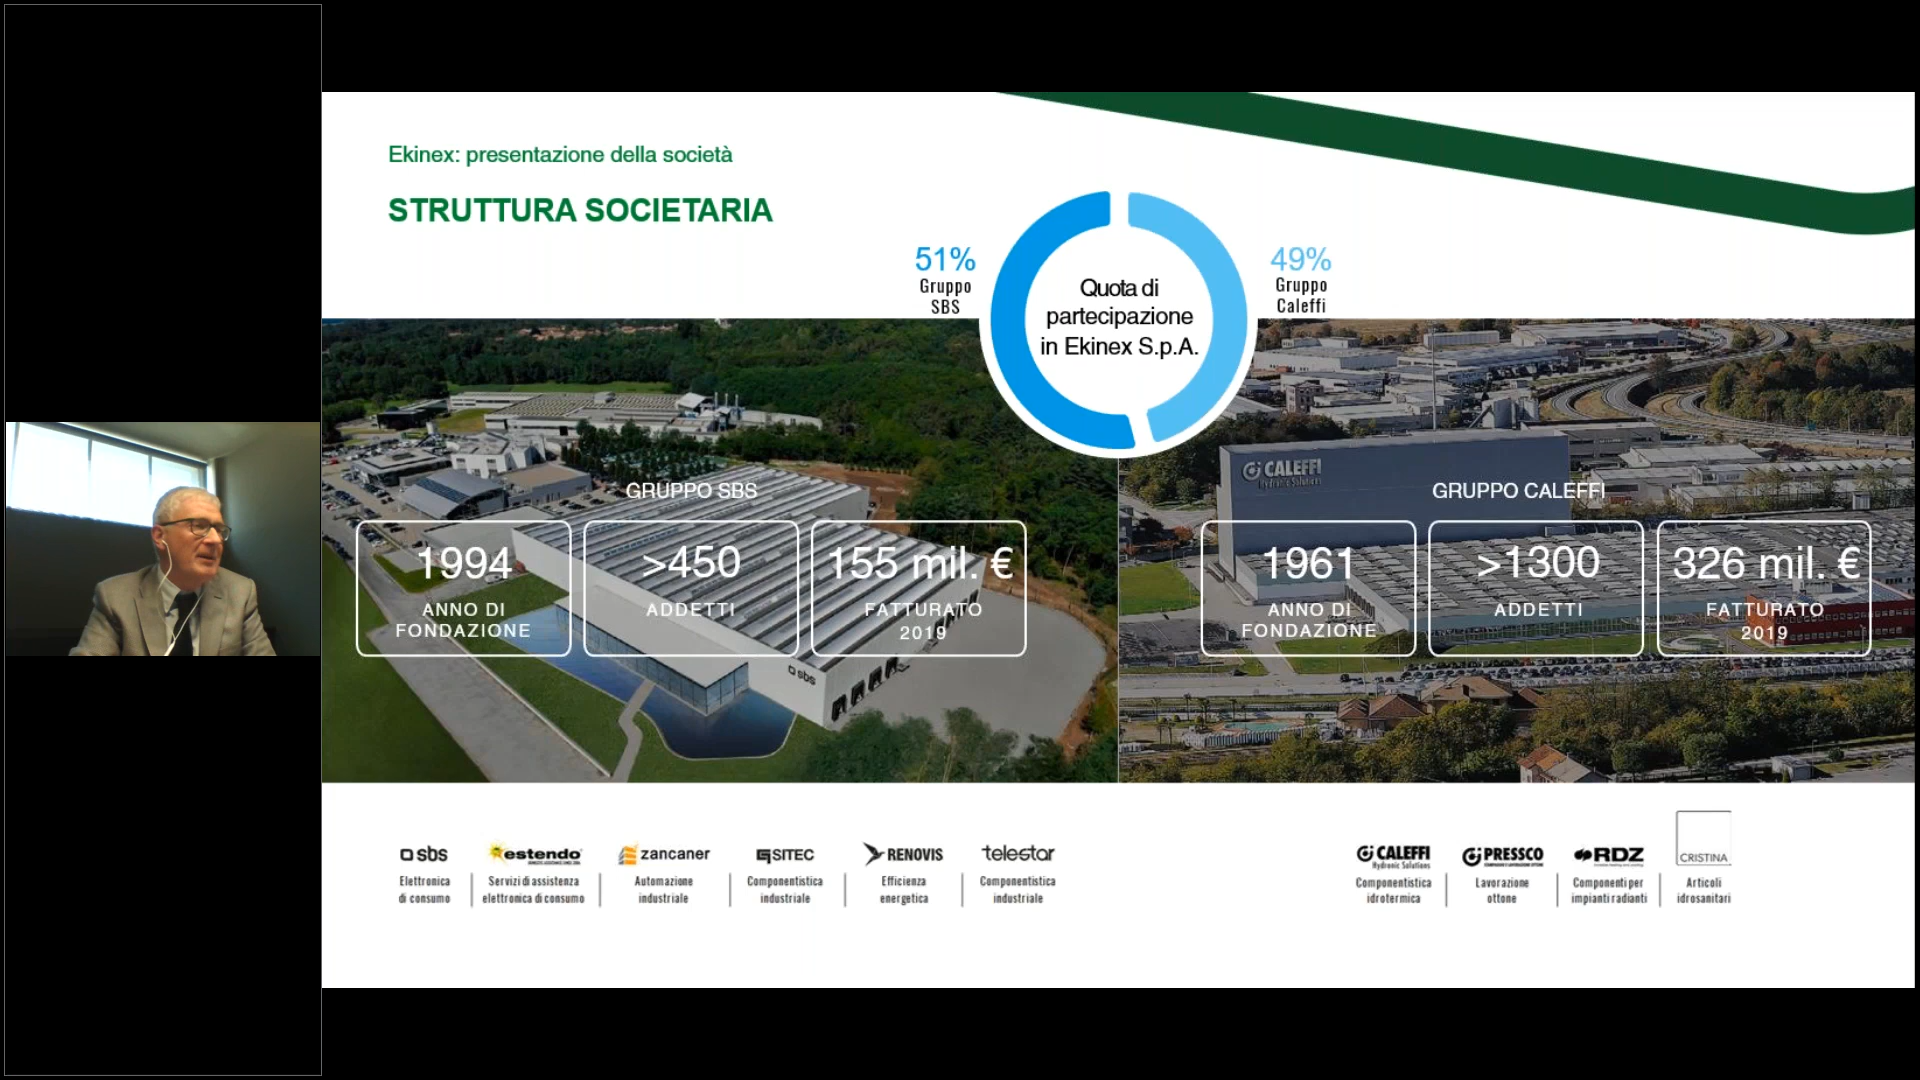 Ekinex: presentazione della società
STRUTTURA SOCIETARIA
51%
Gruppo
SBS
Quota di
partecipazione
in Ekinex S.p.A.
49%
Gruppo
Caleffi
GRUPPO SBS
1994
ANNO DI
FONDAZIONE
>450
ADDETTI
155 mil. €
FATTURATO
2019
sbs
CALEFFI
Hydronic Solutions
GRUPPO CALEFFI
1961
ANNO DI
FONDAZIONE
>1300
ADDETTI
326 mil. €
FATTURATO
2019
sbs
Elettronica
di consumo
estendo
Servizi di assistenza
elettronica di consumo
zancaner
Automazione
industriale
SITEC
Componentistica
industriale
RENOVIS
Efficienza
energetica
telestar
Componentistica
industriale
CALEFFI
Hydronic Solutions
Componentistica
idrotermica
PRESSCO
Lavorazione
ottone
RDZ
Componenti per
impianti radianti
CRISTINA
Articoli
idrosanitari